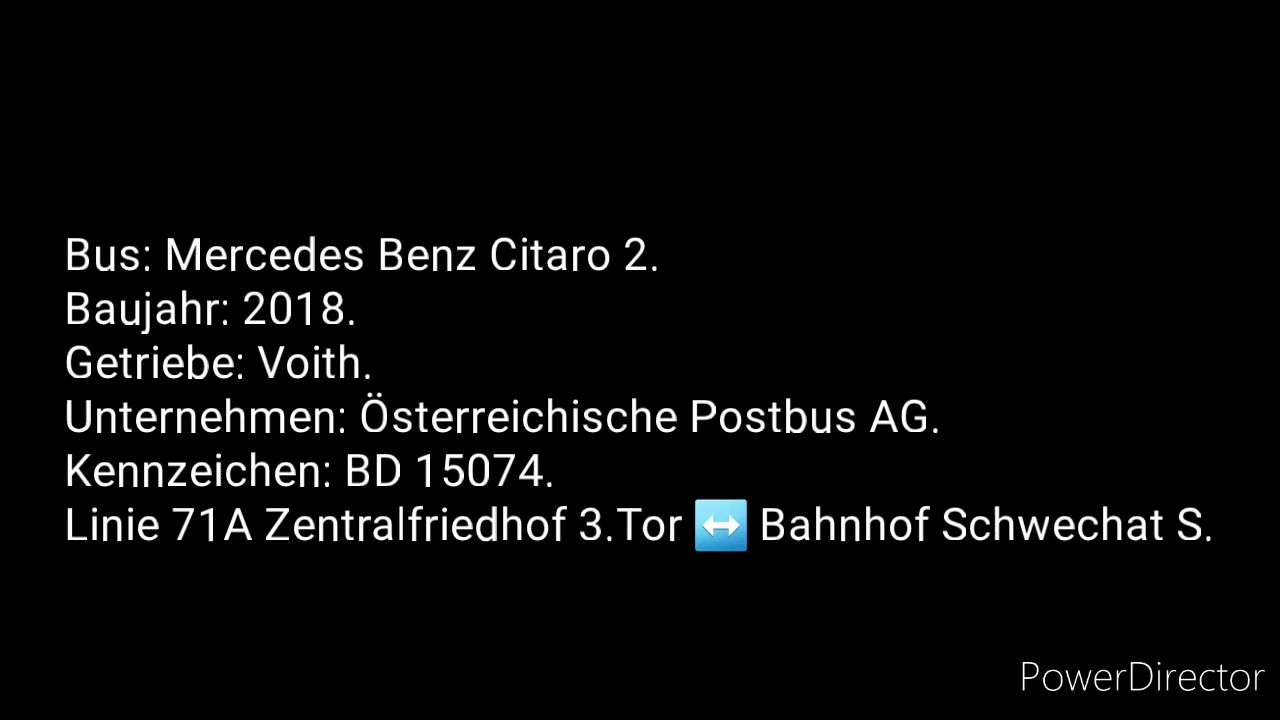 Bus: Mercedes Benz Citaro 2.
Baujahr: 2018.
Getriebe: Voith.
Unternehmen: Österreichische Postbus AG.
Kennzeichen: BD 15074.
Linie 71A Zentralfriedhof 3.Tor ↔️ Bahnhof Schwechat S.
PowerDirector